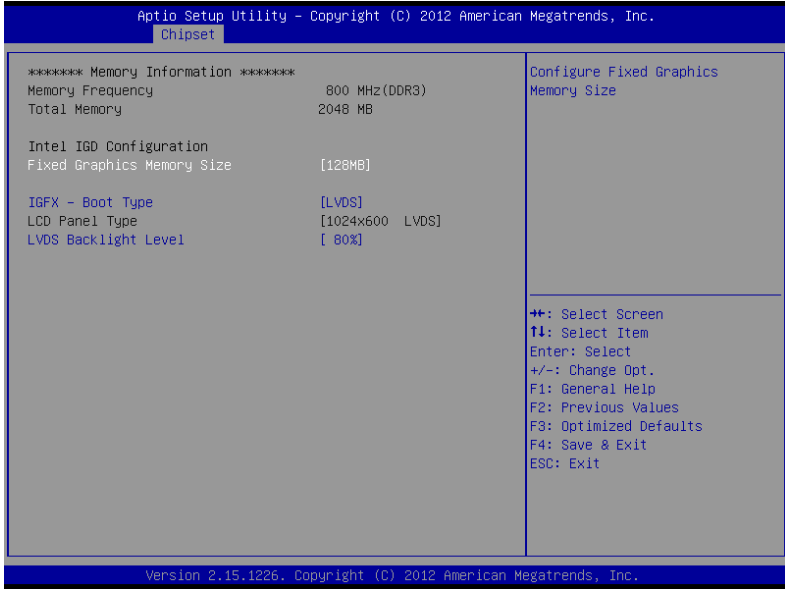 Aptio Setup Utility – Copyright (C) 2012 American Megatrends, Inc.
Chipset
******* Memory Information *******
Memory Frequency 800 MHz(DDR3)
Total Memory 2048 MB
Intel IGD Configuration
Fixed Graphics Memory Size [128MB]
IGFX – Boot Type [LVDS]
LCD Panel Type [1024x600 LVDS]
LVDS Backlight Level [ 80%]
Configure Fixed Graphics
Memory Size
→←: Select Screen
↑↓: Select Item
Enter: Select
+/-: Change Opt.
F1: General Help
F2: Previous Values
F3: Optimized Defaults
F4: Save & Exit
ESC: Exit
Version 2.15.1226. Copyright (C) 2012 American Megatrends, Inc.